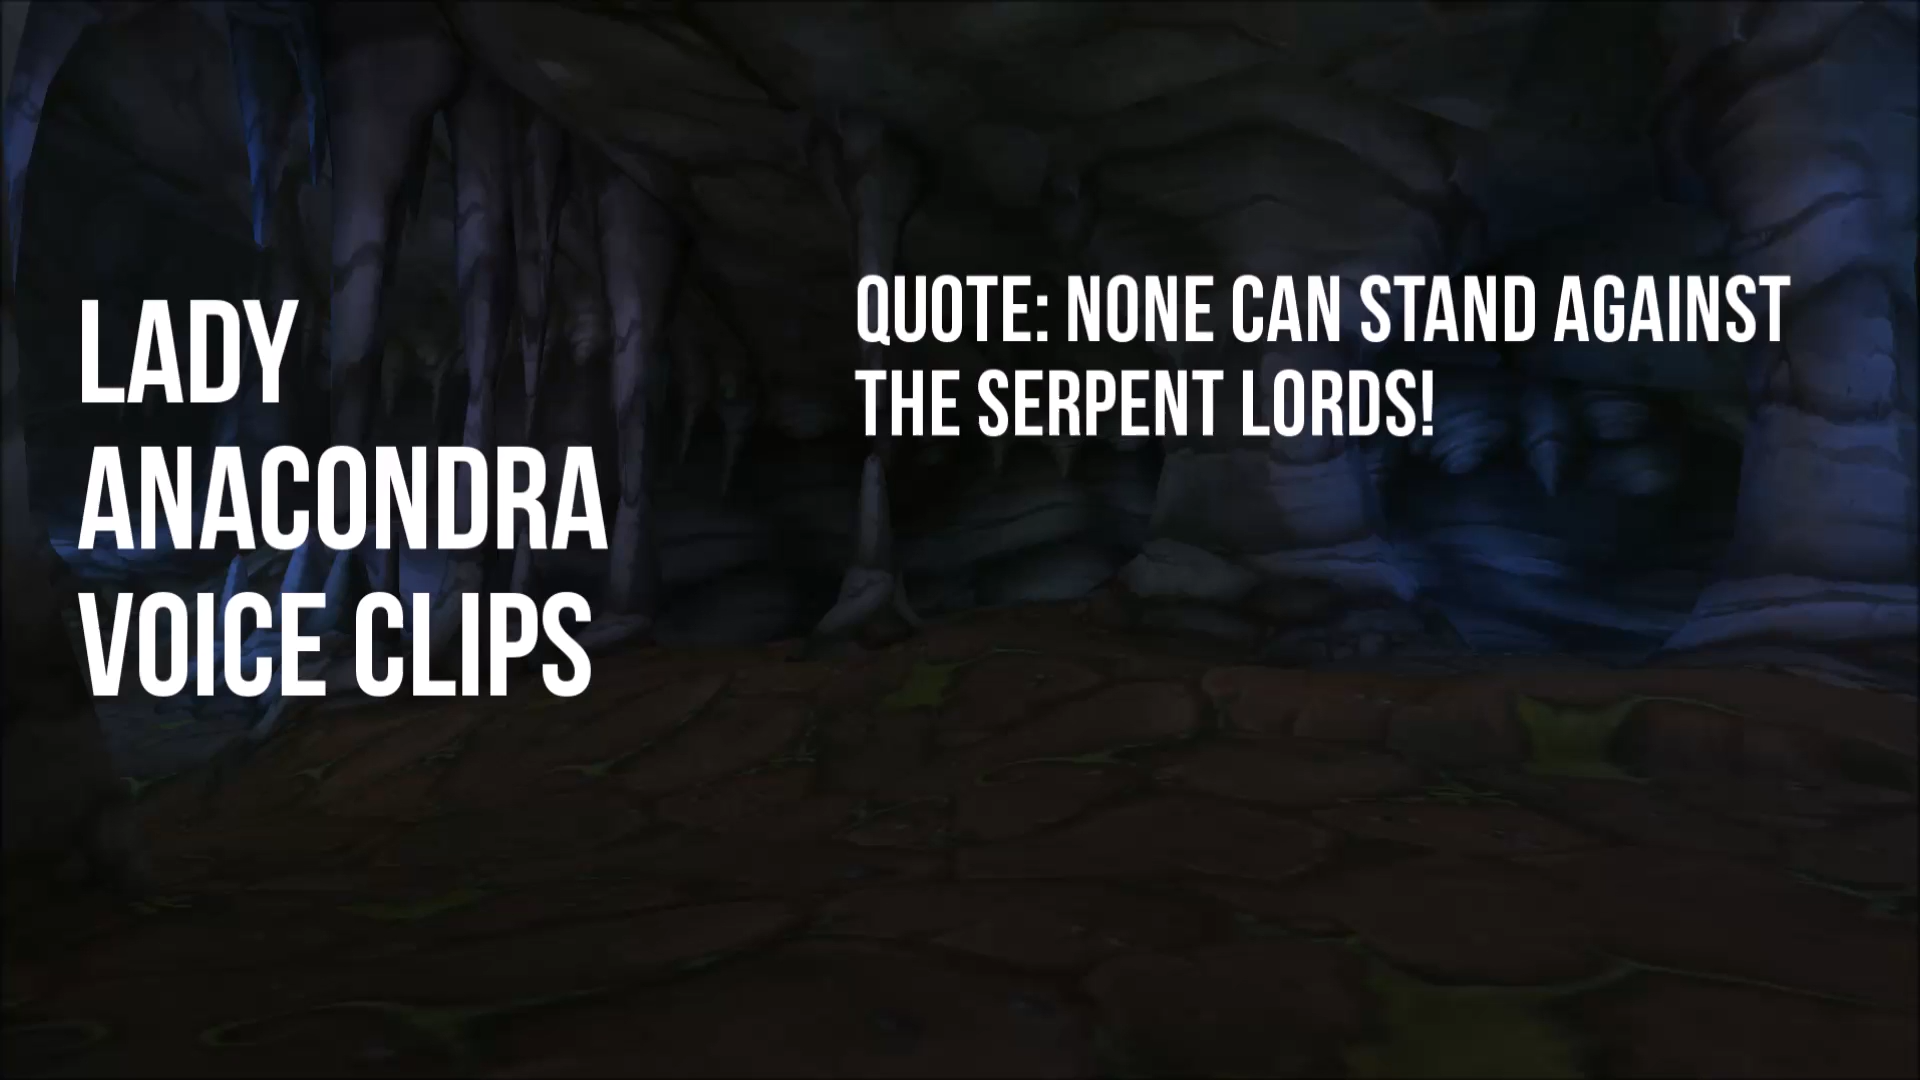 LADY
ANACONDRA
VOICE CLIPS
QUOTE: NONE CAN STAND AGAINST
THE SERPENT LORDS!